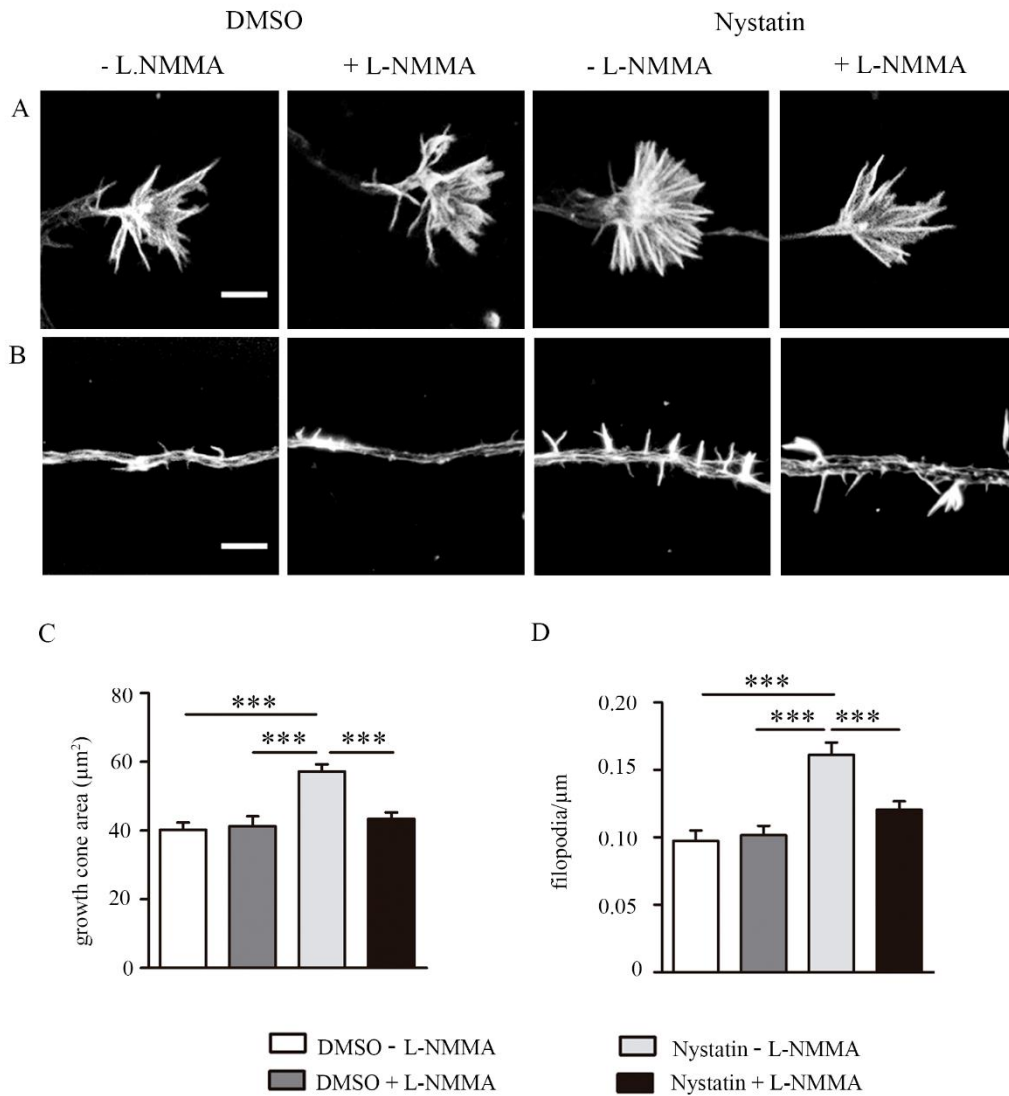 DMSO Nystatin
- L.NMMA + L-NMMA - L-NMMA + L-NMMA
A
B
C
80
60
40
20
0
growth cone area (µm²)
***
*** ***
D
0.20
0.15
0.10
0.05
0
filopodia/µm
***
*** ***
DMSO - L-NMMA
DMSO + L-NMMA
Nystatin - L-NMMA
Nystatin + L-NMMA